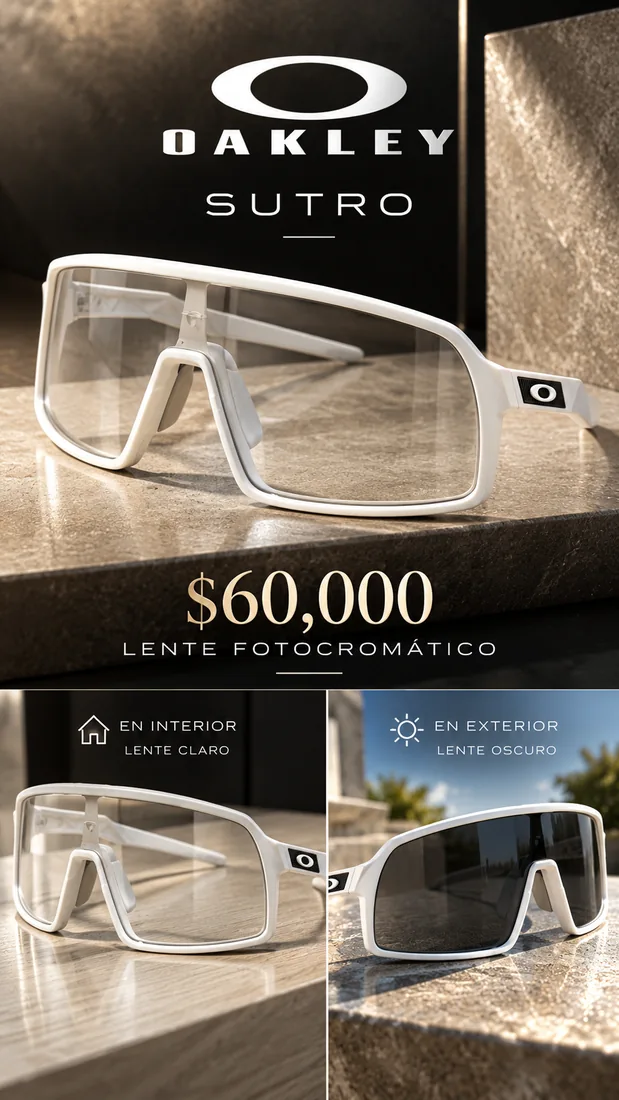 OAKLEY
SUTRO
$60,000
LENTE FOTOCROMÁTICO
EN INTERIOR
LENTE CLARO
EN EXTERIOR
LENTE OSCURO